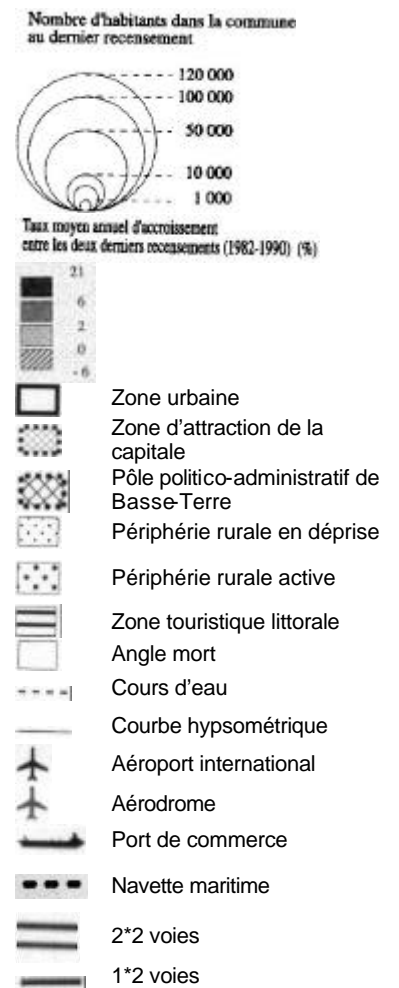 Nombre d'habitants dans la commune
au dernier recensement
120 000
100 000
50 000
10 000
1 000
Taux moyen annuel d'accroissement
entre les deux derniers recensements (1982-1990) (%)
21
6
2
0
- 6
Zone urbaine
Zone d'attraction de la
capitale
Pôle politico-administratif de
Basse-Terre
Périphérie rurale en déprise
Périphérie rurale active
Zone touristique littorale
Angle mort
Cours d'eau
Courbe hypsométrique
Aéroport international
Aérodrome
Port de commerce
Navette maritime
2*2 voies
1*2 voies